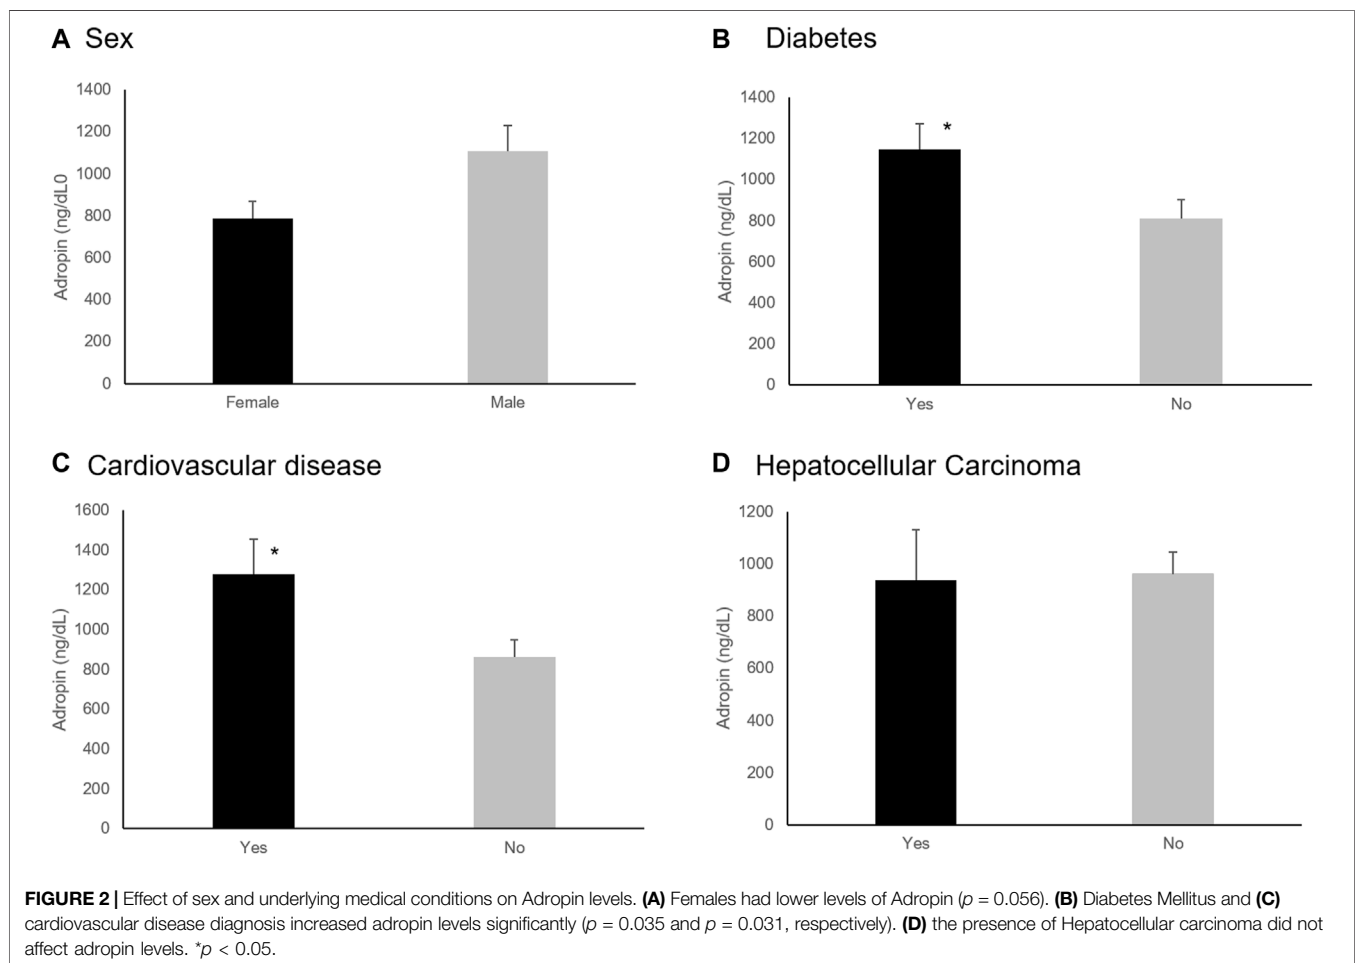 A Sex
1400
1200
1000
800
600
400
200
0
Adropin (ng/dL0
Female Male
B Diabetes
1400
1200
1000
800
600
400
200
0
Adropin (ng/dL)
*
Yes No
C Cardiovascular disease
1600
1400
1200
1000
800
600
400
200
0
Adropin (ng/dL)
*
Yes No
D Hepatocellular Carcinoma
1200
1000
800
600
400
200
0
Adropin (ng/dL)
Yes No
FIGURE 2 | Effect of sex and underlying medical conditions on Adropin levels. (A) Females had lower levels of Adropin (p = 0.056). (B) Diabetes Mellitus and (C)
cardiovascular disease diagnosis increased adropin levels significantly (p = 0.035 and p = 0.031, respectively). (D) the presence of Hepatocellular carcinoma did not
affect adropin levels. *p < 0.05.